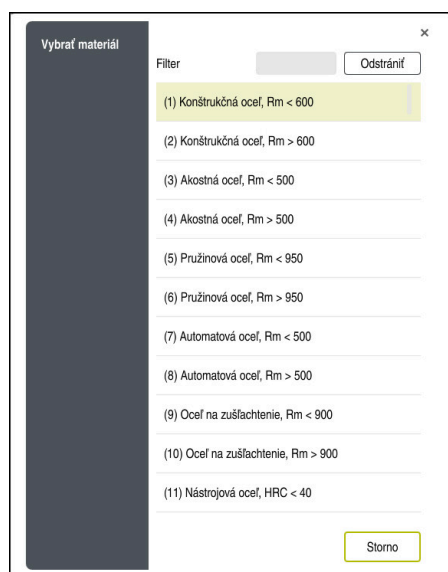 Vybrať materiál
×
Filter
Odstrániť
(1) Konštrukčná oceľ, Rm < 600
(2) Konštrukčná oceľ, Rm > 600
(3) Akostná oceľ, Rm < 500
(4) Akostná oceľ, Rm > 500
(5) Pružinová oceľ, Rm < 950
(6) Pružinová oceľ, Rm > 950
(7) Automatová oceľ, Rm < 500
(8) Automatová oceľ, Rm > 500
(9) Oceľ na zušľachtenie, Rm < 900
(10) Oceľ na zušľachtenie, Rm > 900
(11) Nástrojová oceľ, HRC < 40
Storno